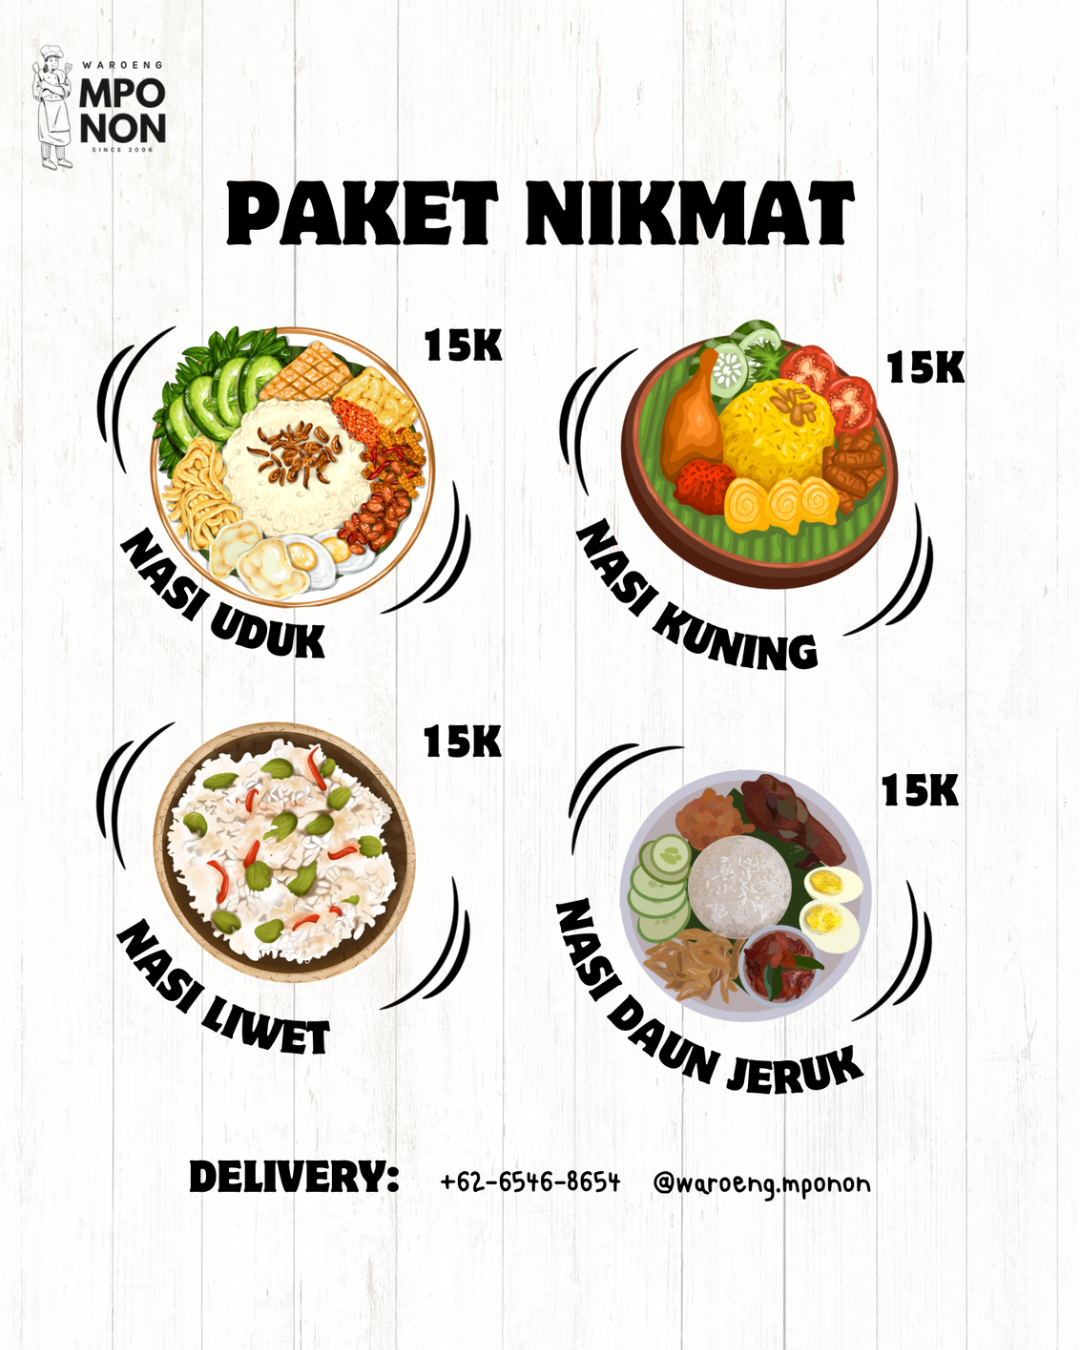 WAROENG
MPO
NON
SINCE 2006
PAKET NIKMAT
15K
NASI UDUK
15K
NASI KUNING
15K
NASI LIWET
15K
NASI DAUN JERUK
DELIVERY: +62-6546-8654 @waroeng.mponon